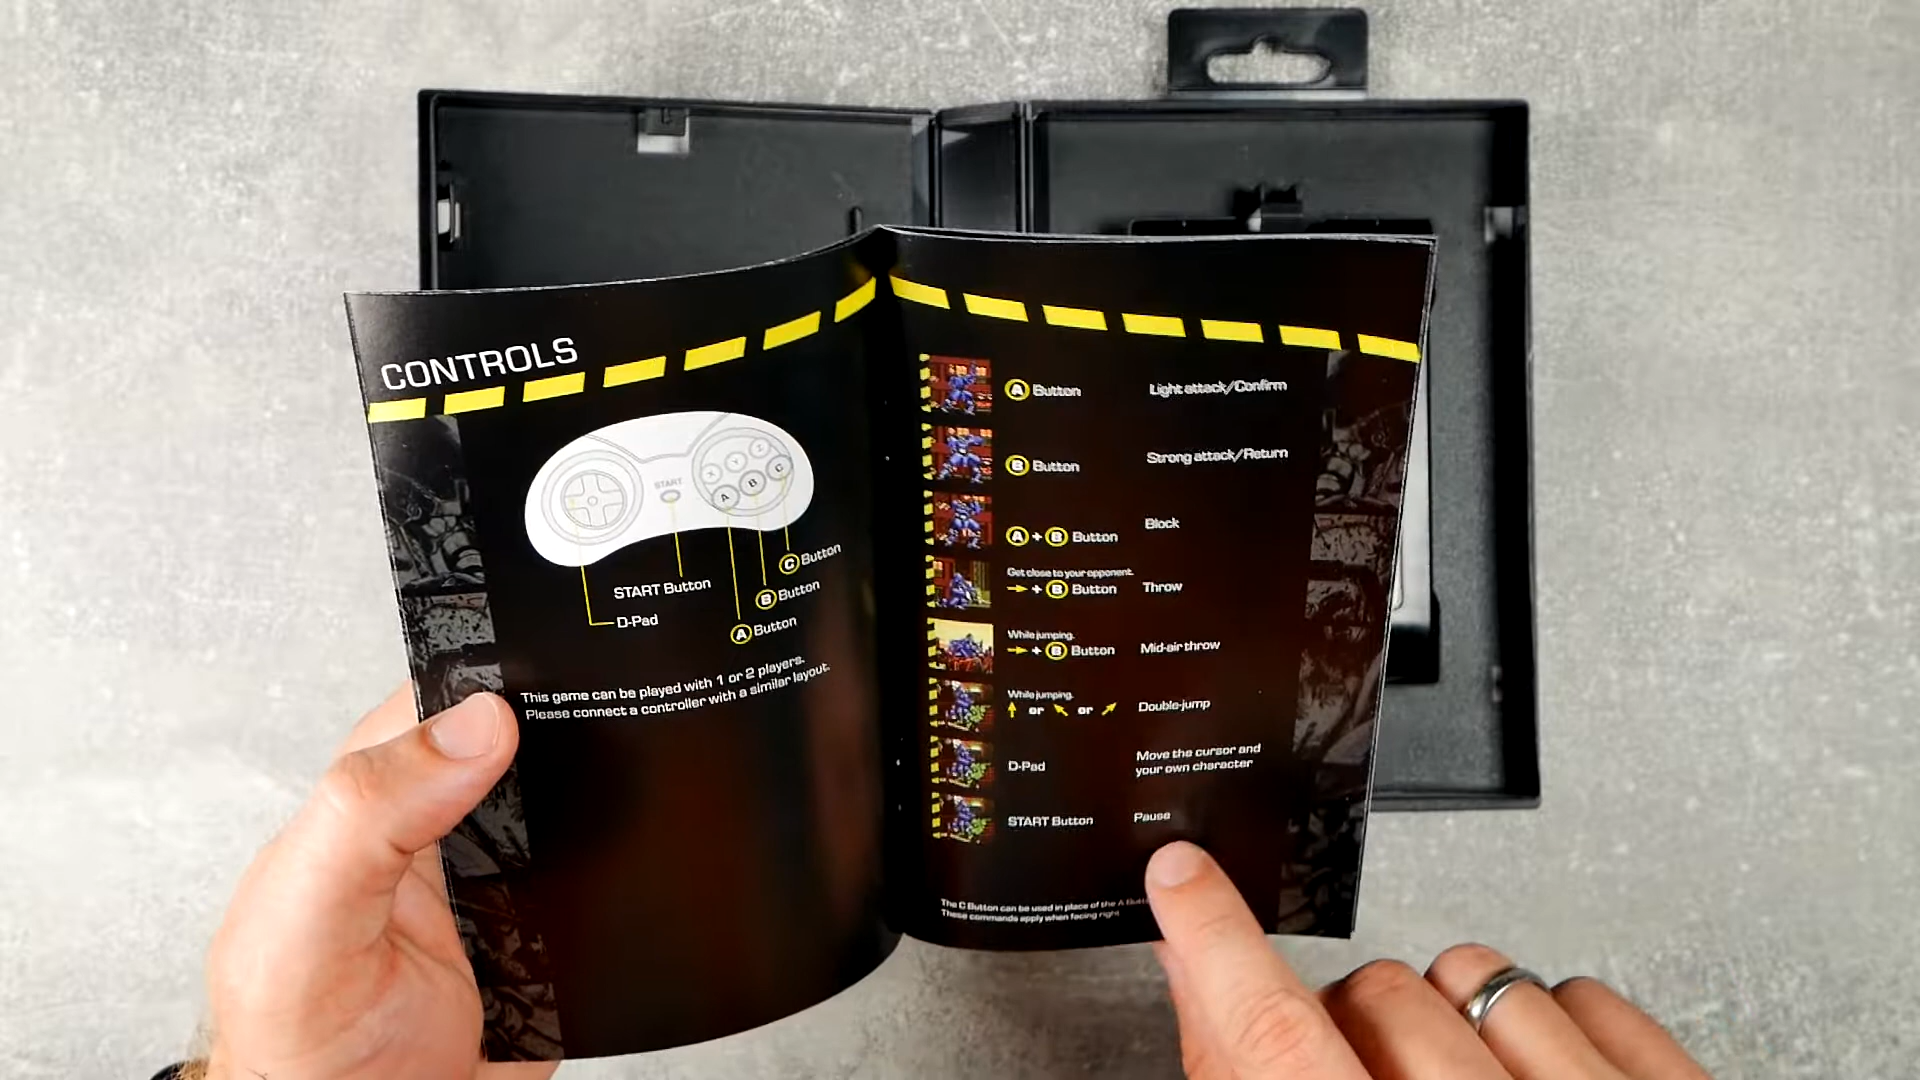 CONTROLS
START
X Y Z
A B C
C Button
START Button
B Button
D-Pad
A Button
This game can be played with 1 or 2 players.
Please connect a controller with a similar layout.
A Button Light attack/Confirm
B Button Strong attack/Return
A + B Button Block
Get close to your opponent.
→ + B Button Throw
While jumping.
→ + B Button Mid-air throw
While jumping.
↑ or ↖ or ↗ Double-jump
D-Pad Move the cursor and
your own character
START Button Pause
The C Button can be used in place of the A
These commands apply when facing right